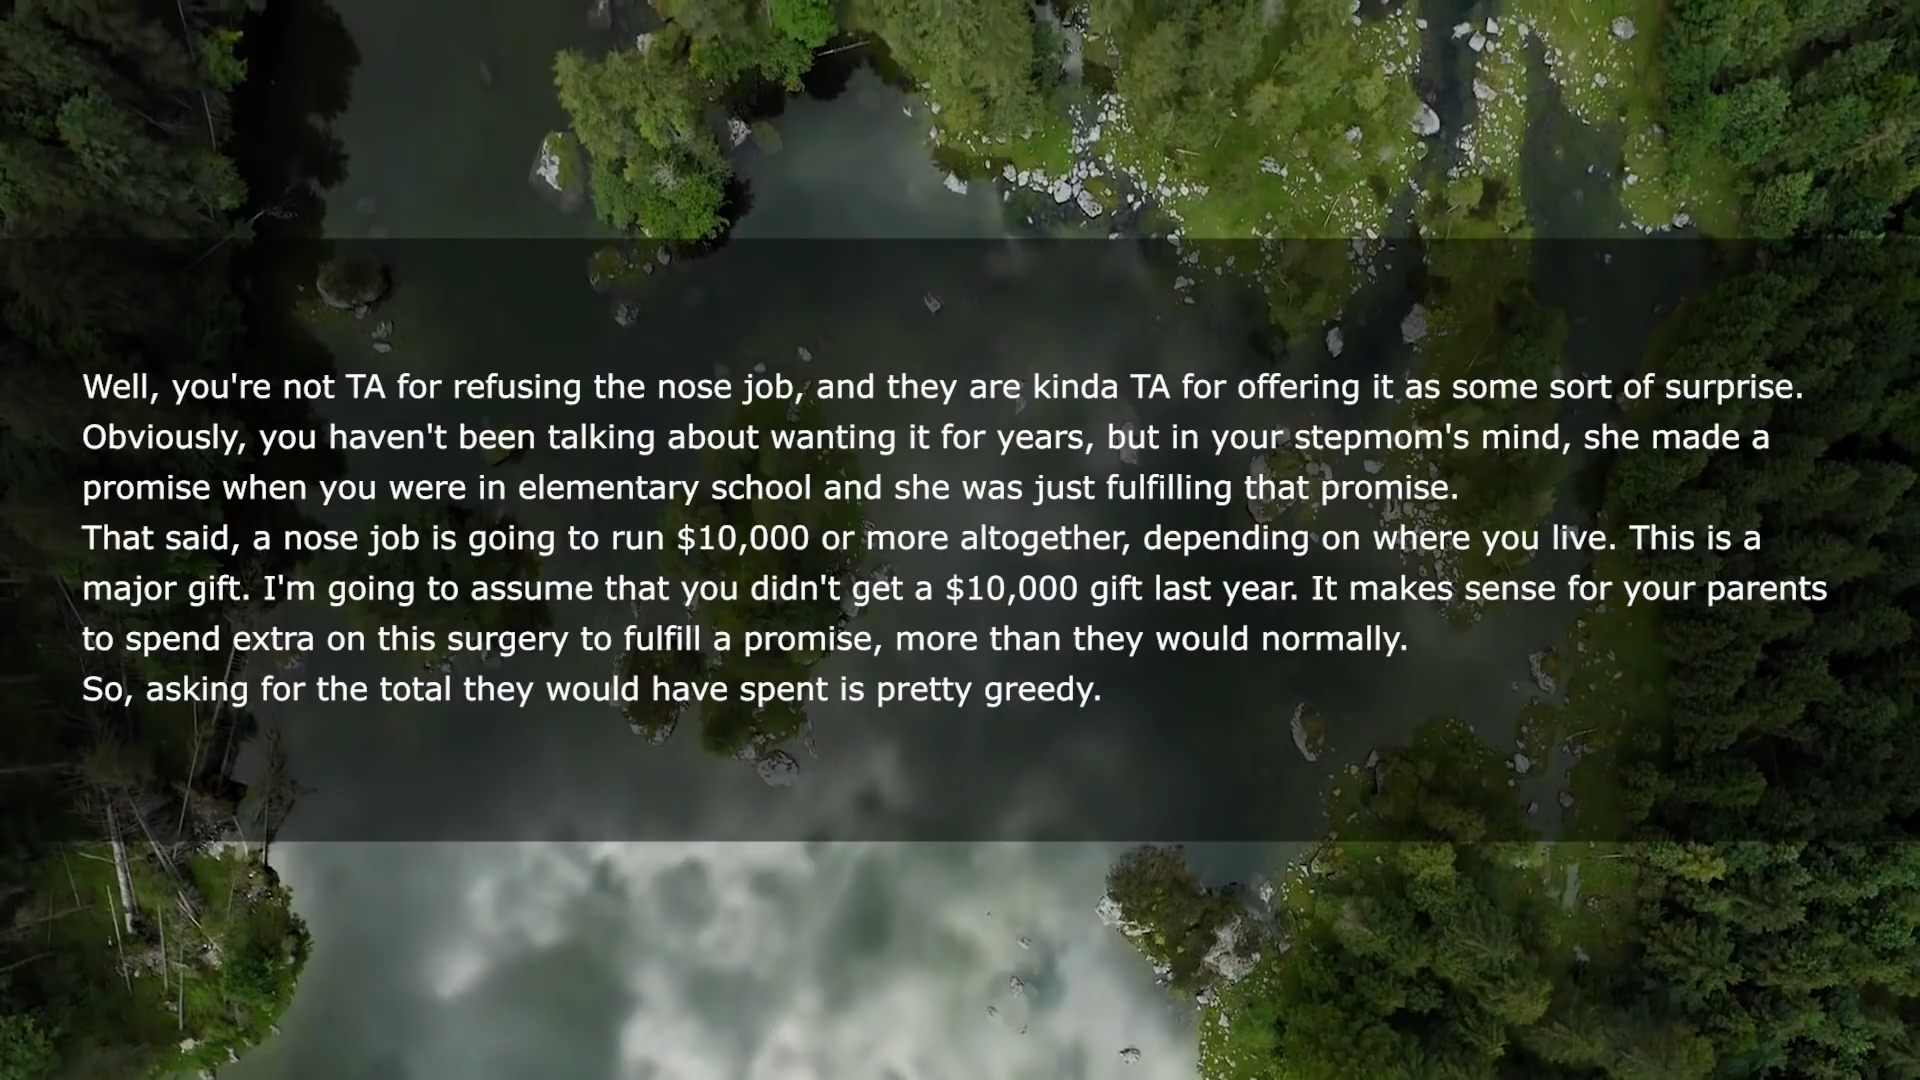 Well, you're not TA for refusing the nose job, and they are kinda TA for offering it as some sort of surprise.
Obviously, you haven't been talking about wanting it for years, but in your stepmom's mind, she made a
promise when you were in elementary school and she was just fulfilling that promise.
That said, a nose job is going to run $10,000 or more altogether, depending on where you live. This is a
major gift. I'm going to assume that you didn't get a $10,000 gift last year. It makes sense for your parents
to spend extra on this surgery to fulfill a promise, more than they would normally.
So, asking for the total they would have spent is pretty greedy.